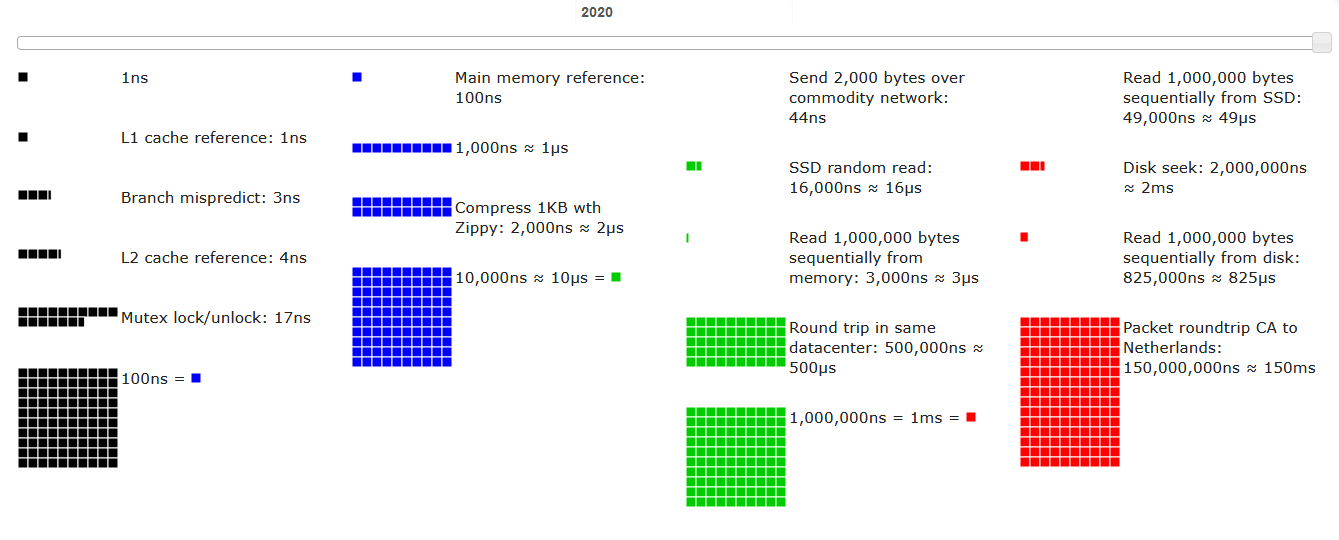 2020
1ns
L1 cache reference: 1ns
Branch mispredict: 3ns
L2 cache reference: 4ns
Mutex lock/unlock: 17ns
100ns =
Main memory reference:
100ns
1,000ns ≈ 1μs
Compress 1KB wth
Zippy: 2,000ns ≈ 2μs
10,000ns ≈ 10μs =
Send 2,000 bytes over
commodity network:
44ns
SSD random read:
16,000ns ≈ 16μs
Read 1,000,000 bytes
sequentially from
memory: 3,000ns ≈ 3μs
Round trip in same
datacenter: 500,000ns ≈
500μs
1,000,000ns = 1ms =
Read 1,000,000 bytes
sequentially from SSD:
49,000ns ≈ 49μs
Disk seek: 2,000,000ns
≈ 2ms
Read 1,000,000 bytes
sequentially from disk:
825,000ns ≈ 825μs
Packet roundtrip CA to
Netherlands:
150,000,000ns ≈ 150ms